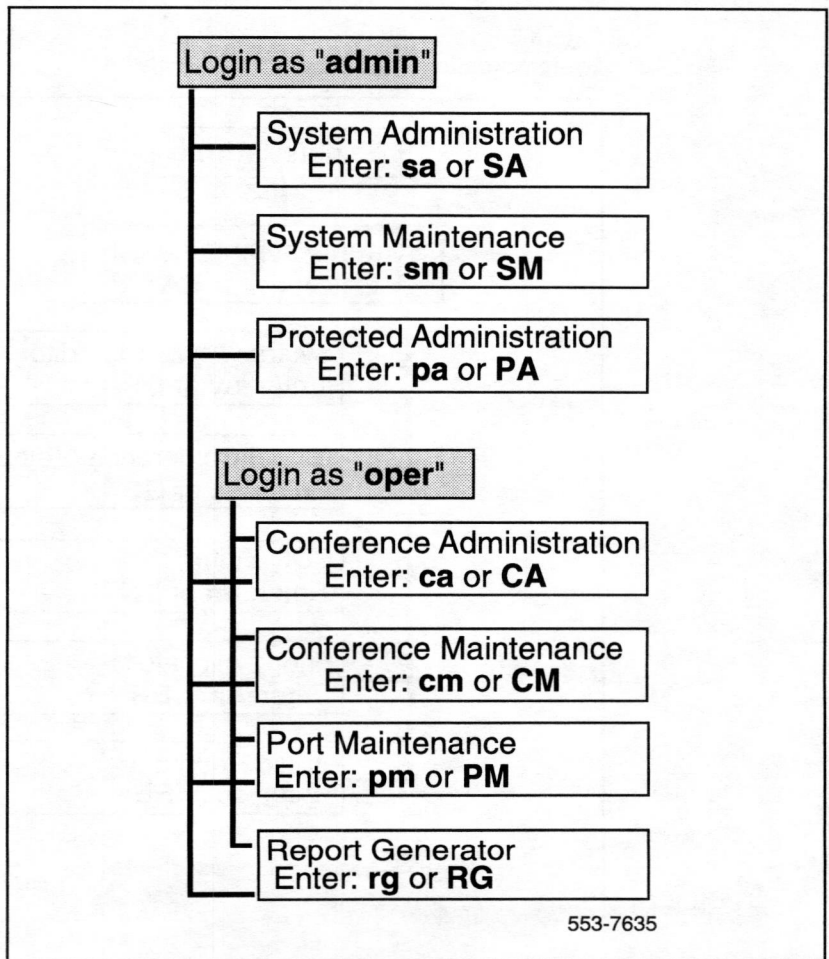 Login as "admin"
System Administration
Enter: sa or SA
System Maintenance
Enter: sm or SM
Protected Administration
Enter: pa or PA
Login as "oper"
Conference Administration
Enter: ca or CA
Conference Maintenance
Enter: cm or CM
Port Maintenance
Enter: pm or PM
Report Generator
Enter: rg or RG
553-7635